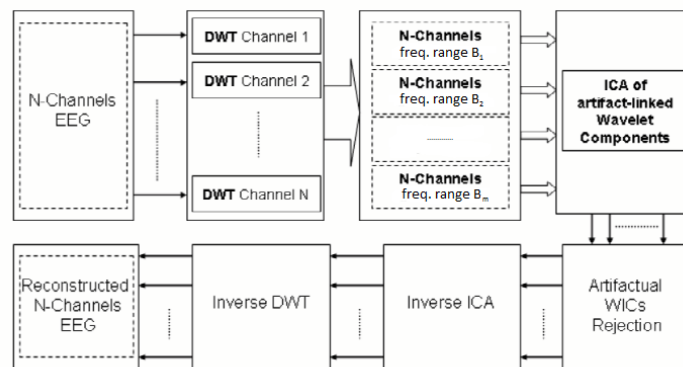 N-Channels
EEG
DWT Channel 1
DWT Channel 2
DWT Channel N
N-Channels
freq. range B₁
N-Channels
freq. range B₂
N-Channels
freq. range Bₘ
ICA of
artifact-linked
Wavelet
Components
Reconstructed
N-Channels
EEG
Inverse DWT
Inverse ICA
Artifactual
WICs
Rejection